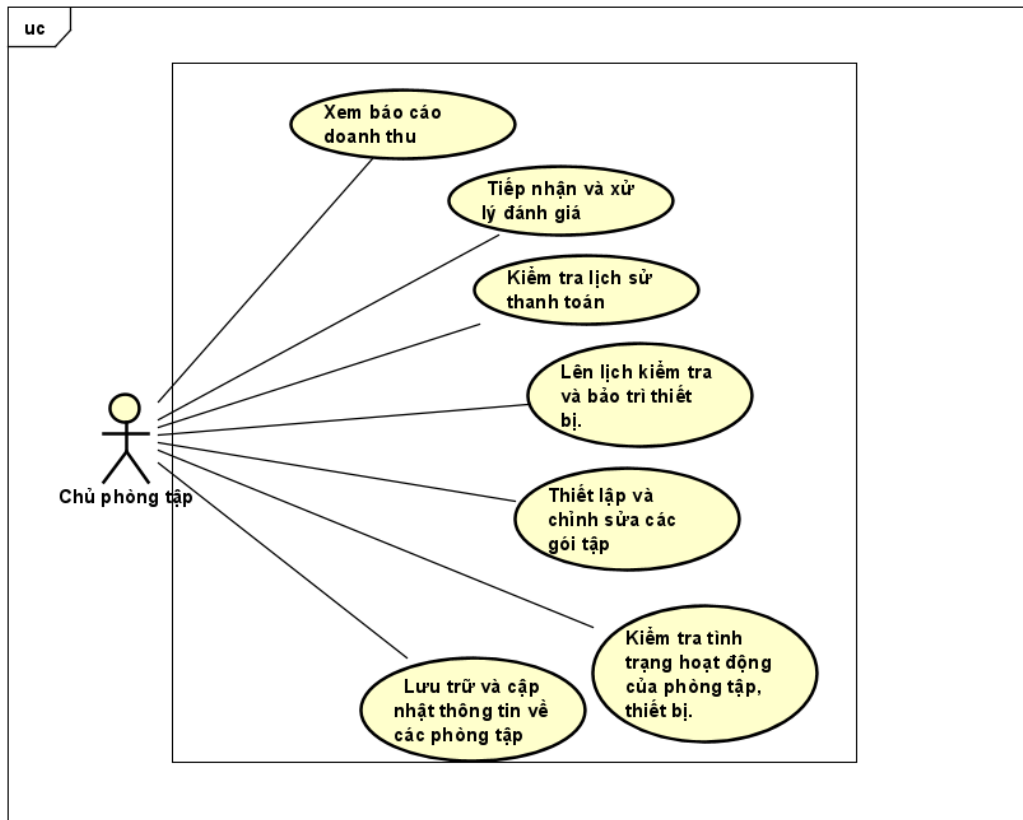 uc
Xem báo cáo
doanh thu
Tiếp nhận và xử
lý đánh giá
Kiểm tra lịch sử
thanh toán
Lên lịch kiểm tra
và bảo trì thiết
bị.
Chủ phòng tập
Thiết lập và
chỉnh sửa các
gói tập
Kiểm tra tình
trạng hoạt động
của phòng tập,
thiết bị.
Lưu trữ và cập
nhật thông tin về
các phòng tập